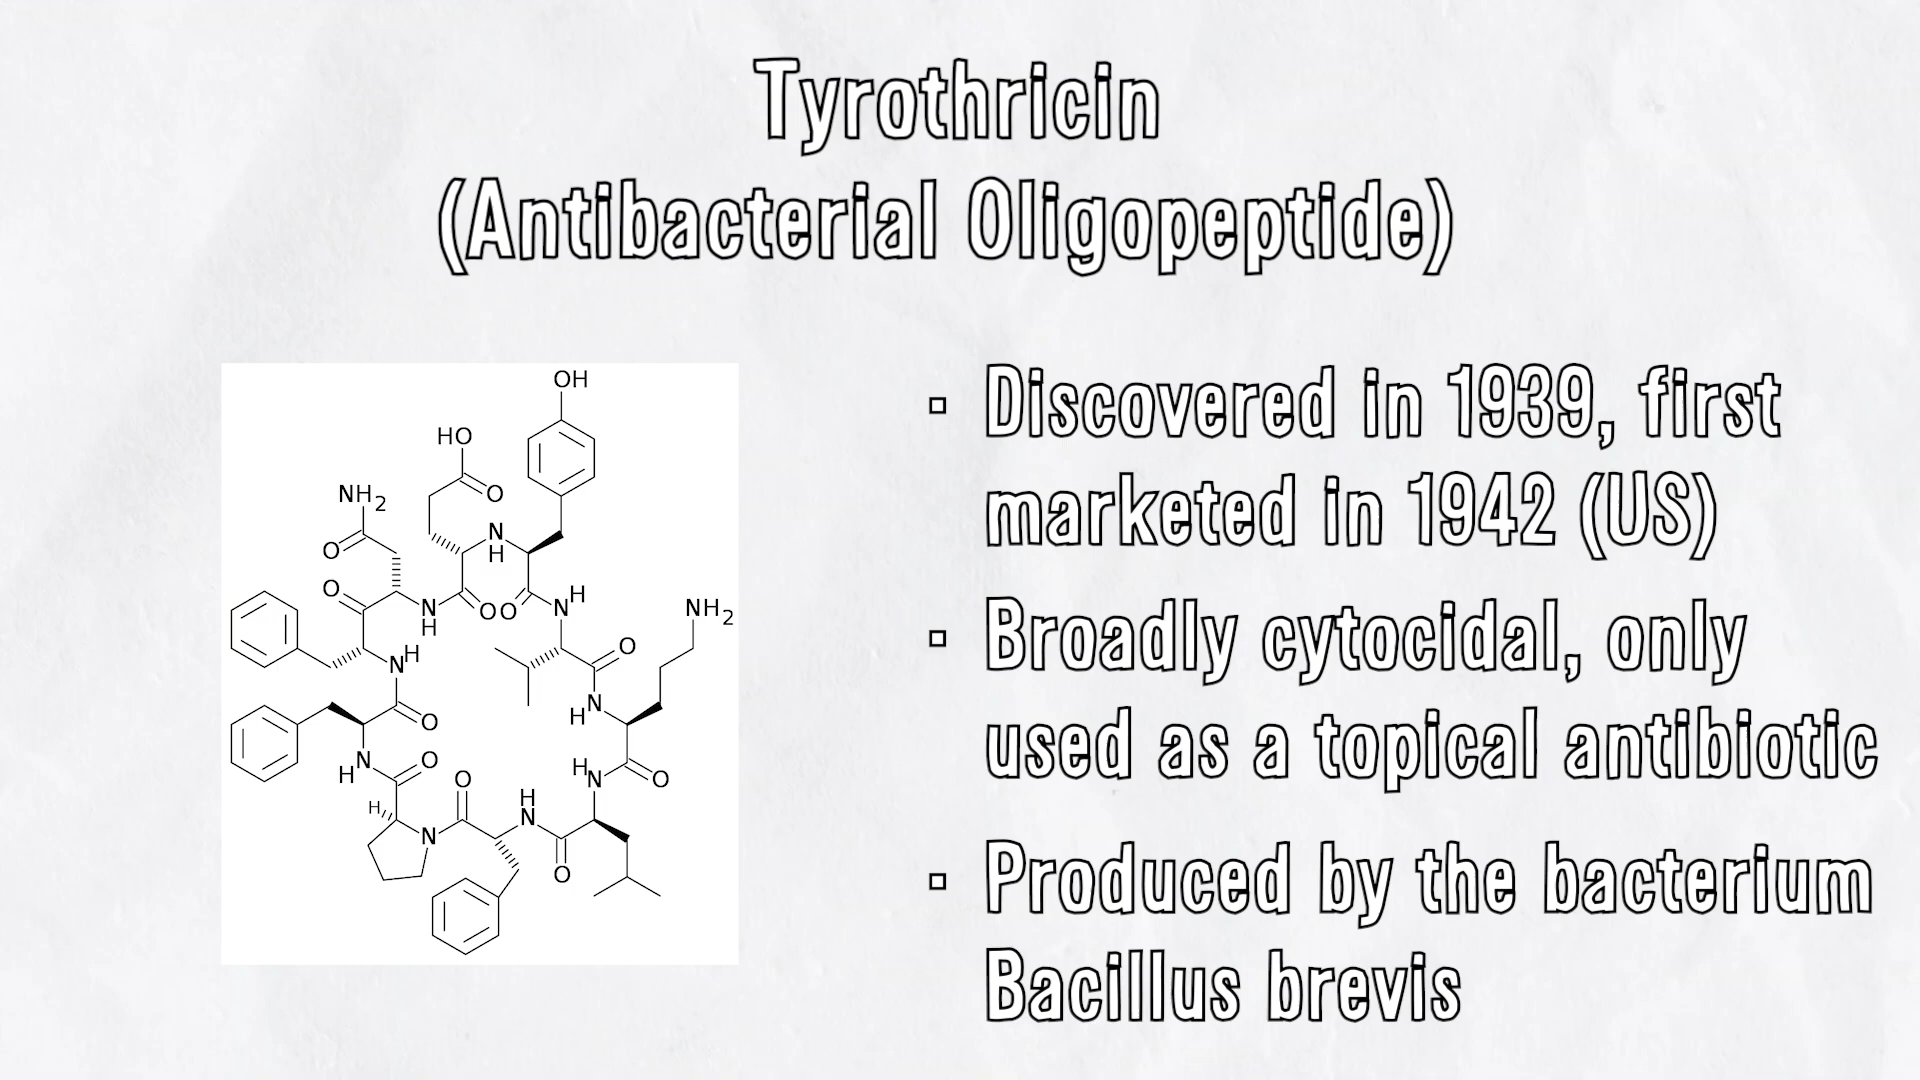 Tyrothricin
(Antibacterial Oligopeptide)
OH
HO
O
NH2
N
H
O
O
N
H
O
O
N
H
NH2
N
H
O
N
H
O
N
H
O
N
H
O
H
N
O
N
H
O
H
N
O
▫ Discovered in 1939, first
marketed in 1942 (US)
▫ Broadly cytocidal, only
used as a topical antibiotic
▫ Produced by the bacterium
Bacillus brevis